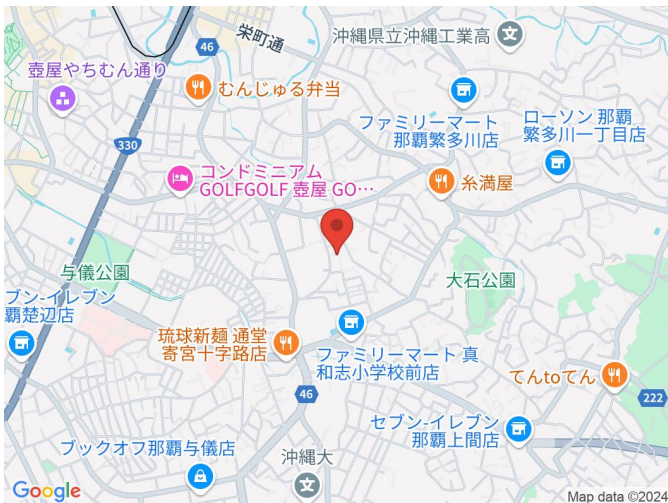 栄町通
沖縄県立沖縄工業高
46
壺屋やちむん通り
むんじゅる弁当
ファミリーマート
那覇繁多川店
ローソン 那覇
繁多川一丁目店
330
コンドミニアム
GOLFGOLF 壺屋 GO…
糸満屋
与儀公園
大石公園
ブン-イレブン
覇楚辺店
琉球新麺 通堂
寄宮十字路店
ファミリーマート 真
和志小学校前店
てんtoてん
46
222
セブン-イレブン
那覇上間店
ブックオフ那覇与儀店
沖縄大
Google
Map data ©2024